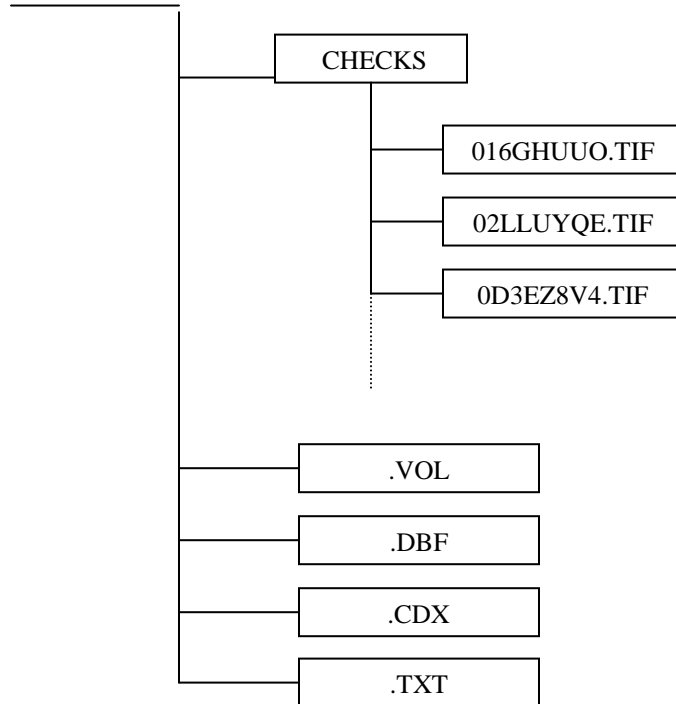 CHECKS
016GHUUO.TIF
02LLUYQE.TIF
0D3EZ8V4.TIF
.VOL
.DBF
.CDX
.TXT